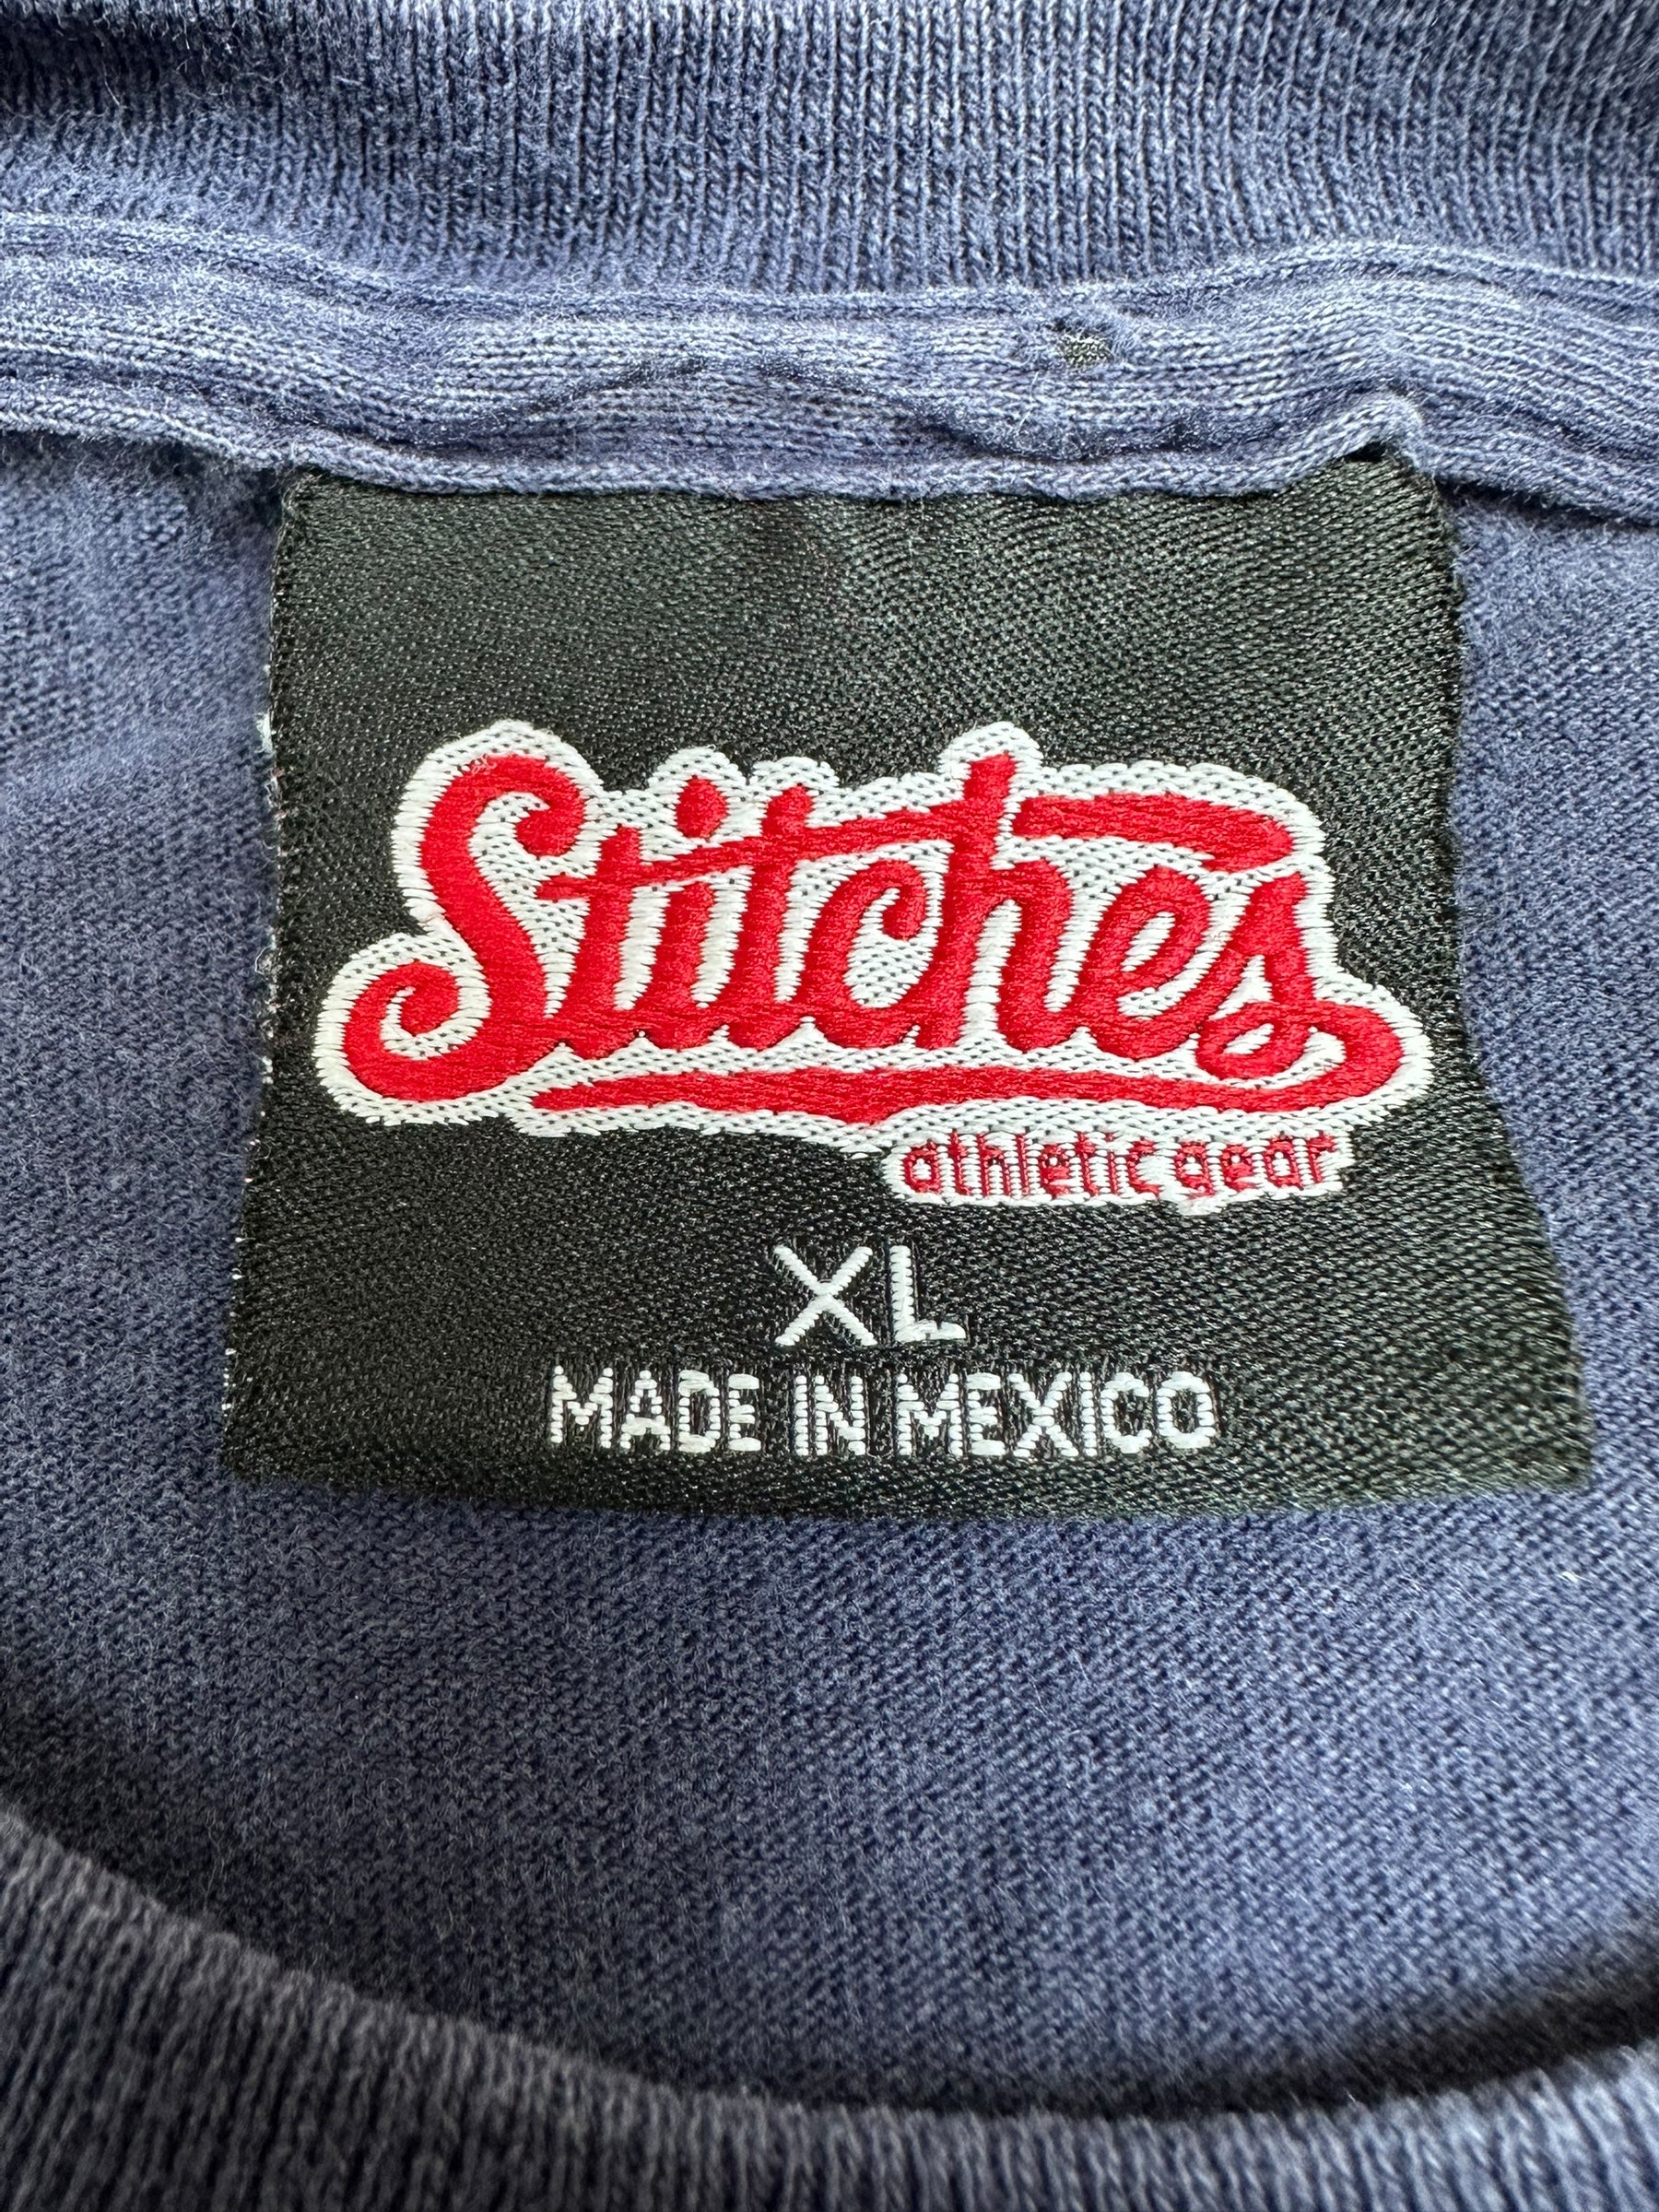 Stitches
athletic gear
XL
MADE IN MEXICO